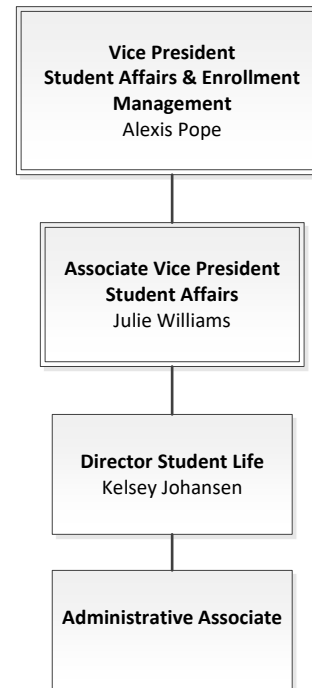 Vice President
Student Affairs & Enrollment
Management
Alexis Pope
Associate Vice President
Student Affairs
Julie Williams
Director Student Life
Kelsey Johansen
Administrative Associate